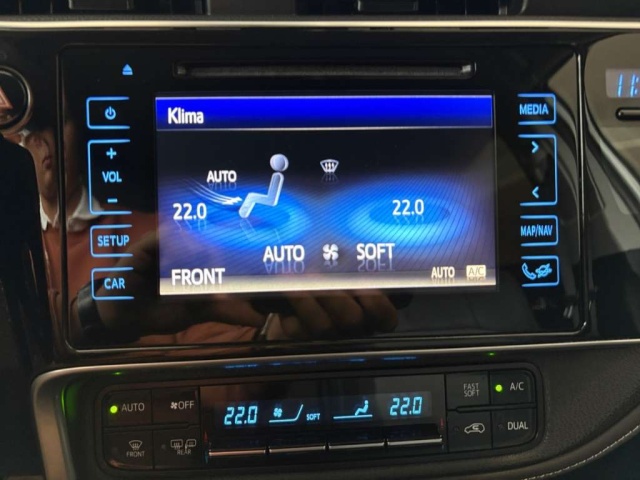 11:
MEDIA
Klima
+
VOL
-
AUTO
22.0
22.0
SETUP
MAP/NAV
AUTO
SOFT
CAR
FRONT
AUTO A/C
AUTO
OFF
22.0
SOFT
22.0
FAST
SOFT
A/C
FRONT
REAR
DUAL